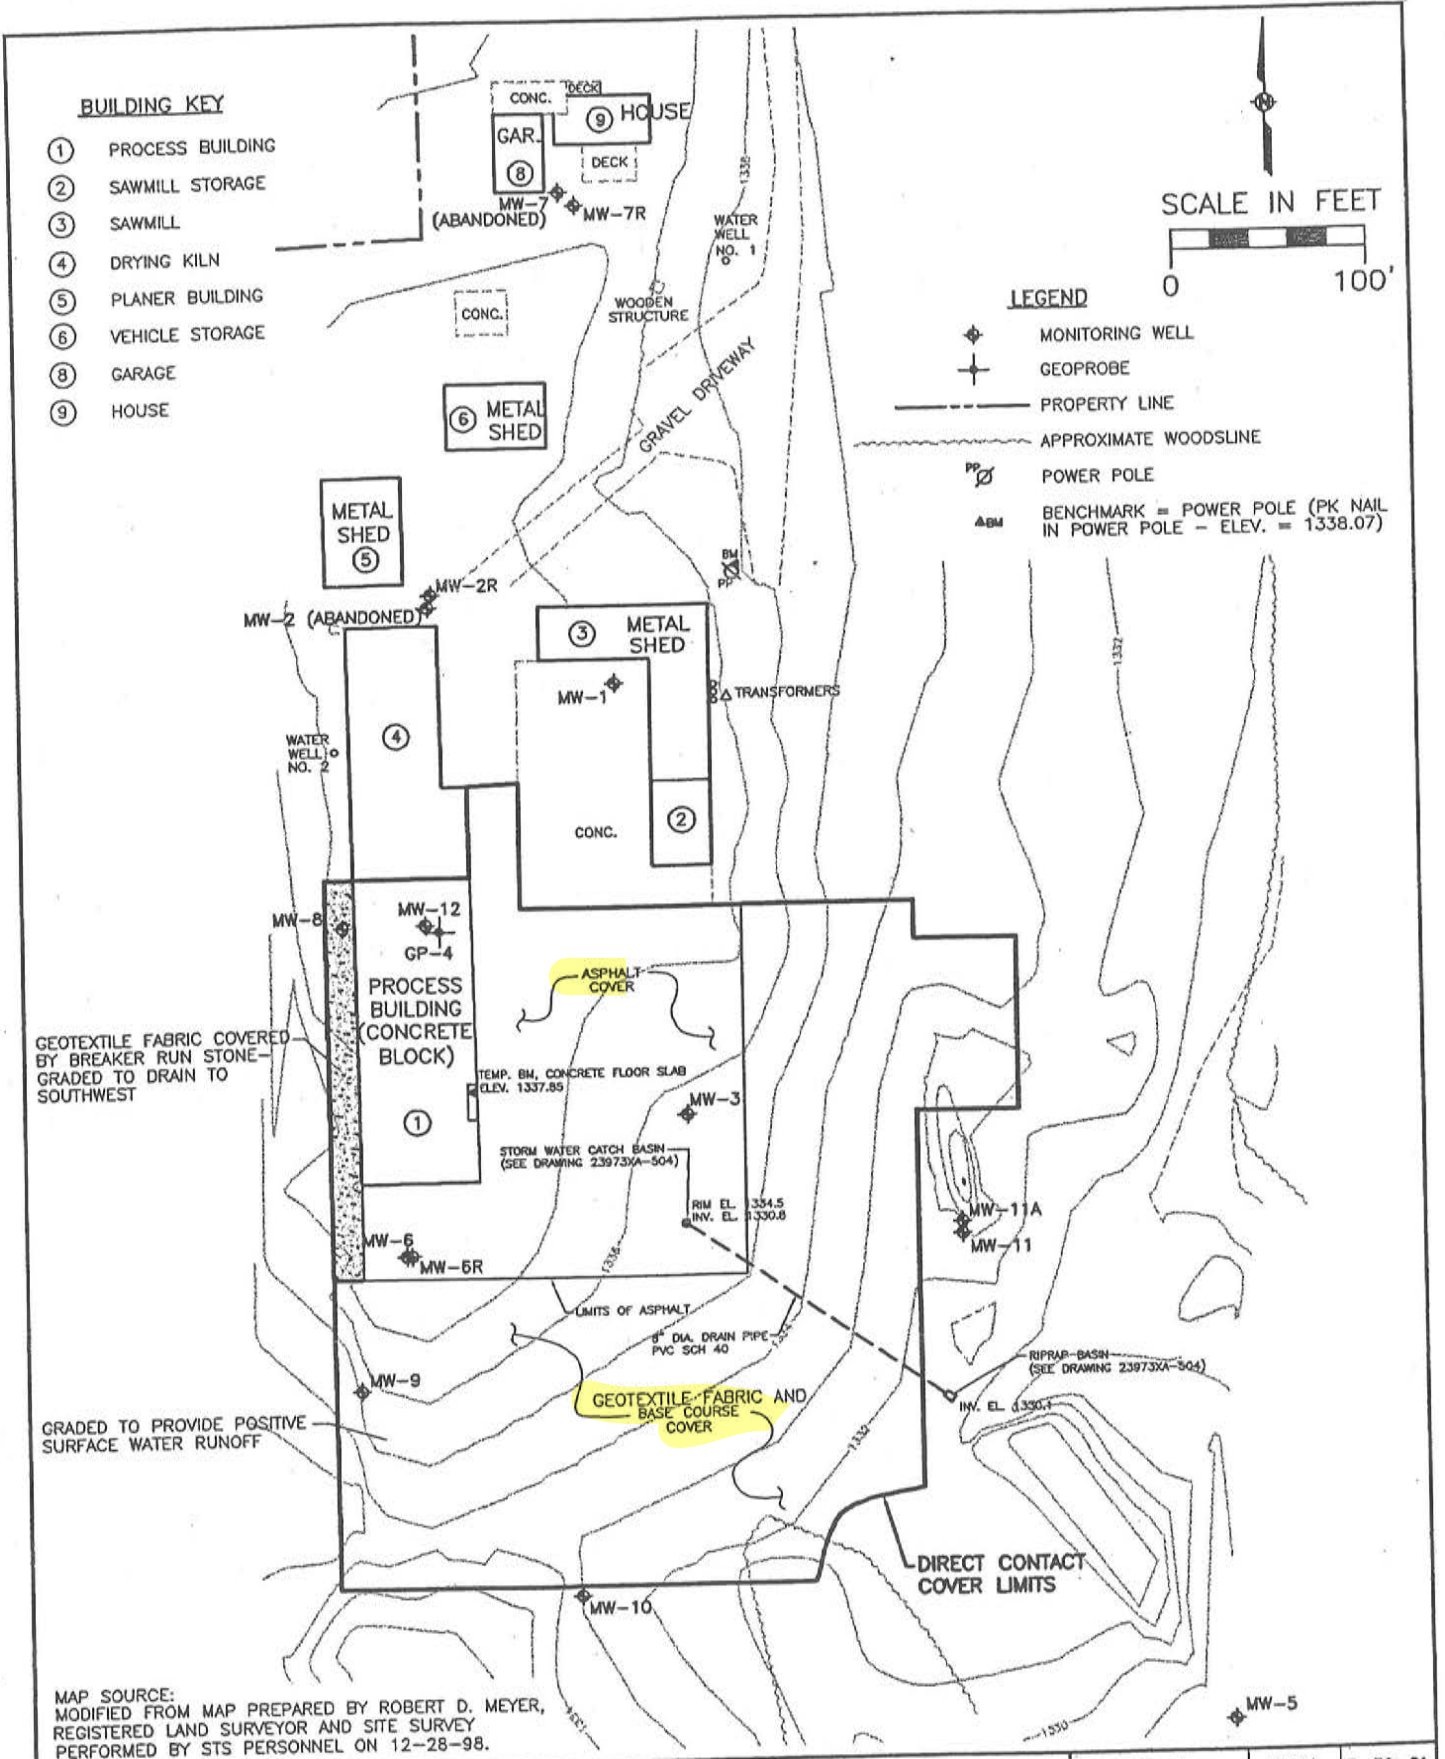 BUILDING KEY
1 PROCESS BUILDING
2 SAWMILL STORAGE
3 SAWMILL
4 DRYING KILN
5 PLANER BUILDING
6 VEHICLE STORAGE
8 GARAGE
9 HOUSE
CONC.
DECK
9 HOUSE
GAR.
8
DECK
MW-7
(ABANDONED)
MW-7R
1338
WATER
WELL
NO. 1
N
SCALE IN FEET
0 100'
LEGEND
MONITORING WELL
GEOPROBE
PROPERTY LINE
APPROXIMATE WOODSLINE
PP POWER POLE
BM BENCHMARK = POWER POLE (PK NAIL
IN POWER POLE - ELEV. = 1338.07)
CONC.
WOODEN
STRUCTURE
GRAVEL DRIVEWAY
6 METAL
SHED
METAL
SHED
5
MW-2R
MW-2 (ABANDONED)
BM
PP
3 METAL
SHED
MW-1
TRANSFORMERS
1332
4
WATER
WELL
NO. 2
CONC.
2
MW-8
MW-12
GP-4
PROCESS
BUILDING
(CONCRETE
BLOCK)
1
ASPHALT
COVER
GEOTEXTILE FABRIC COVERED
BY BREAKER RUN STONE-
GRADED TO DRAIN TO
SOUTHWEST
TEMP. BM, CONCRETE FLOOR SLAB
ELEV. 1337.85
MW-3
STORM WATER CATCH BASIN
(SEE DRAWING 23973XA-504)
RIM EL. 1334.5
INV. EL. 1330.8
MW-11A
MW-11
MW-6
MW-6R
1336
LIMITS OF ASPHALT
8" DIA. DRAIN PIPE
PVC SCH 40
1334
RIPRAP BASIN
(SEE DRAWING 23973XA-504)
INV. EL. 1330.1
MW-9
GEOTEXTILE FABRIC AND
BASE COURSE
COVER
GRADED TO PROVIDE POSITIVE
SURFACE WATER RUNOFF
1332
DIRECT CONTACT
COVER LIMITS
MW-10
MAP SOURCE:
MODIFIED FROM MAP PREPARED BY ROBERT D. MEYER,
REGISTERED LAND SURVEYOR AND SITE SURVEY
PERFORMED BY STS PERSONNEL ON 12-28-98.
1330
MW-5